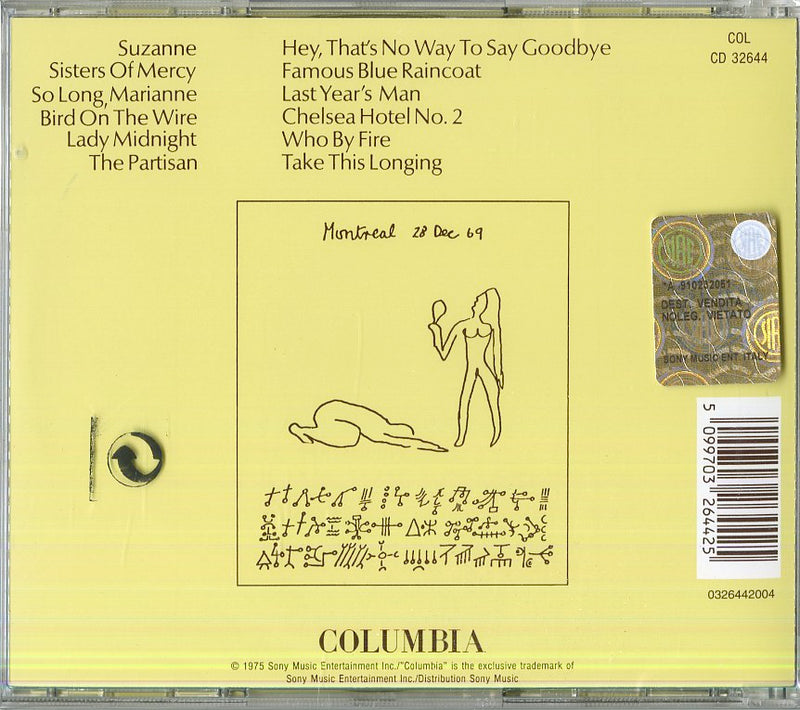 Suzanne
Sisters Of Mercy
So Long, Marianne
Bird On The Wire
Lady Midnight
The Partisan
Hey, That's No Way To Say Goodbye
Famous Blue Raincoat
Last Year's Man
Chelsea Hotel No. 2
Who By Fire
Take This Longing
COL
CD 32644
Montreal 28 Dec 69
SIAE
DEST. VENDITA
NOLEG. VIETATO
SONY MUSIC ENT. ITALY
5 099703 264425
0326442004
COLUMBIA
© 1975 Sony Music Entertainment Inc./"Columbia" is the exclusive trademark of
Sony Music Entertainment Inc./Distribution Sony Music